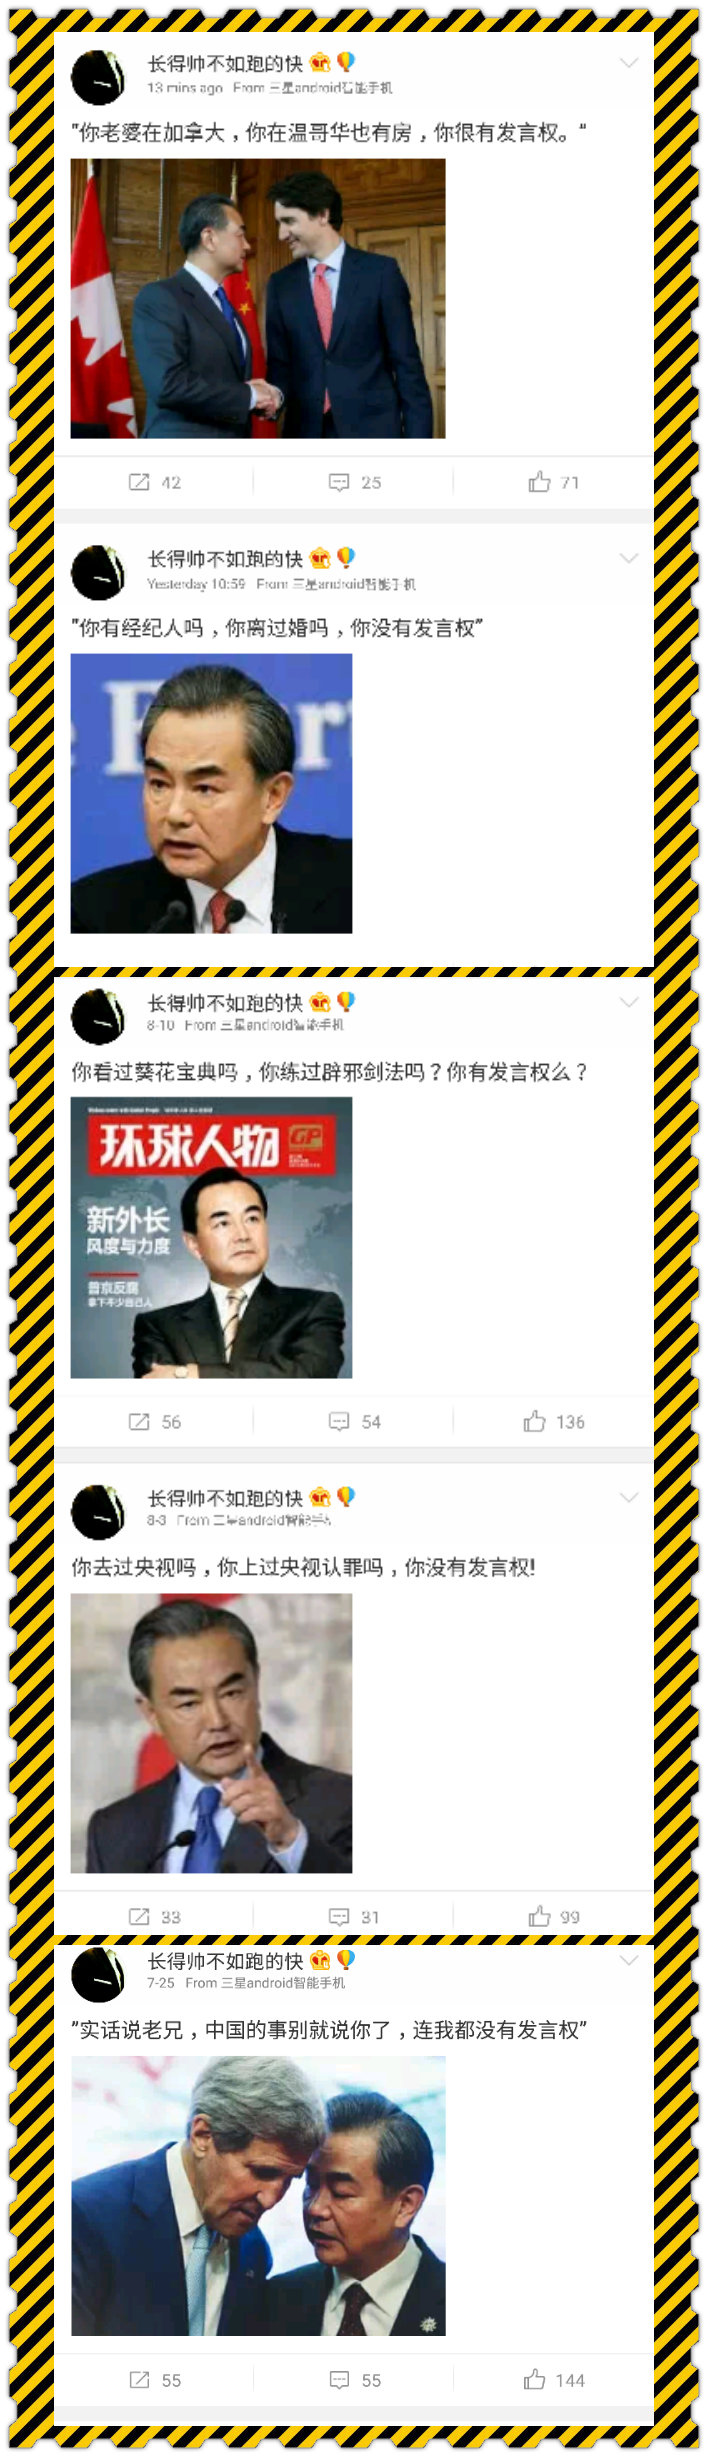 长得帅不如跑的快
13 mins ago From 三星android智能手机
"你老婆在加拿大，你在温哥华也有房，你很有发言权。"
42 25 71
长得帅不如跑的快
Yesterday 10:59 From 三星android智能手机
"你有经纪人吗，你离过婚吗，你没有发言权"
长得帅不如跑的快
8-10 From 三星android智能手机
你看过葵花宝典吗，你练过辟邪剑法吗？你有发言权么？
环球人物 GP
新外长
风度与力度
普京反腐
拿下不少自己人
56 54 136
长得帅不如跑的快
8-3 From 三星android智能手机
你去过央视吗，你上过央视认罪吗，你没有发言权!
33 31 99
长得帅不如跑的快
7-25 From 三星android智能手机
"实话说老兄，中国的事别就说你了，连我都没有发言权"
55 55 144